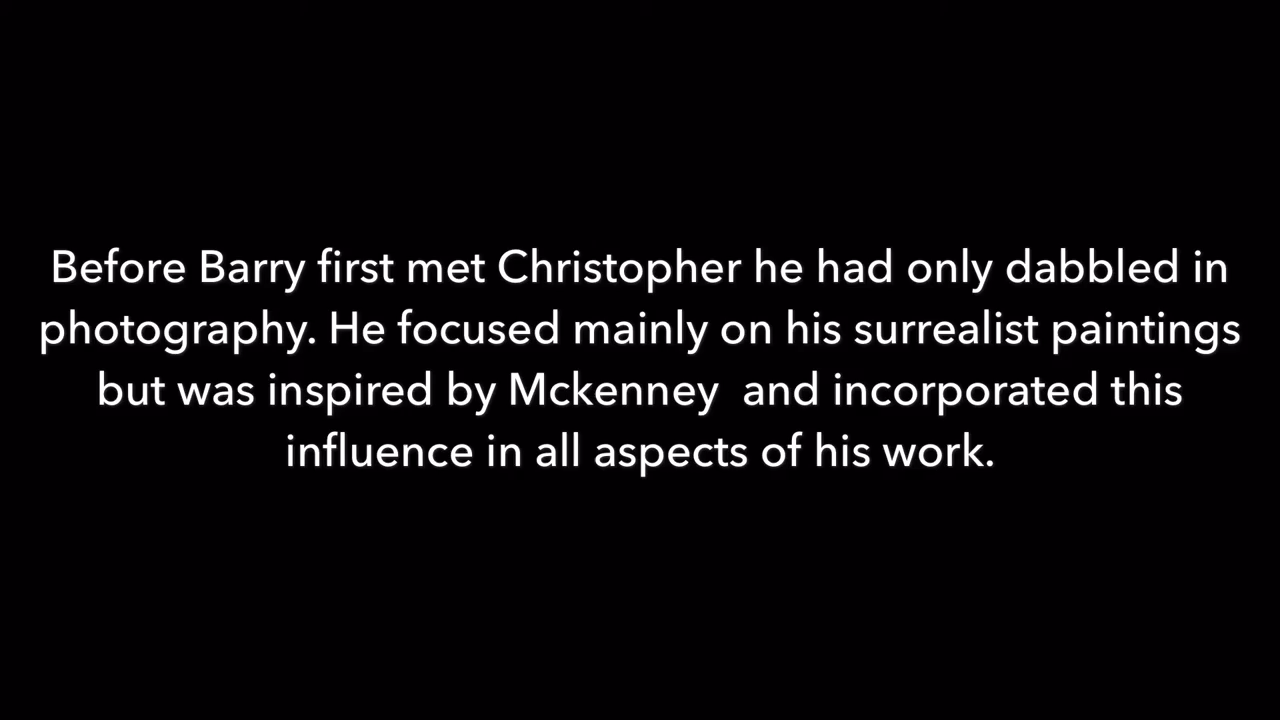 Before Barry first met Christopher he had only dabbled in
photography. He focused mainly on his surrealist paintings
but was inspired by Mckenney  and incorporated this
influence in all aspects of his work.